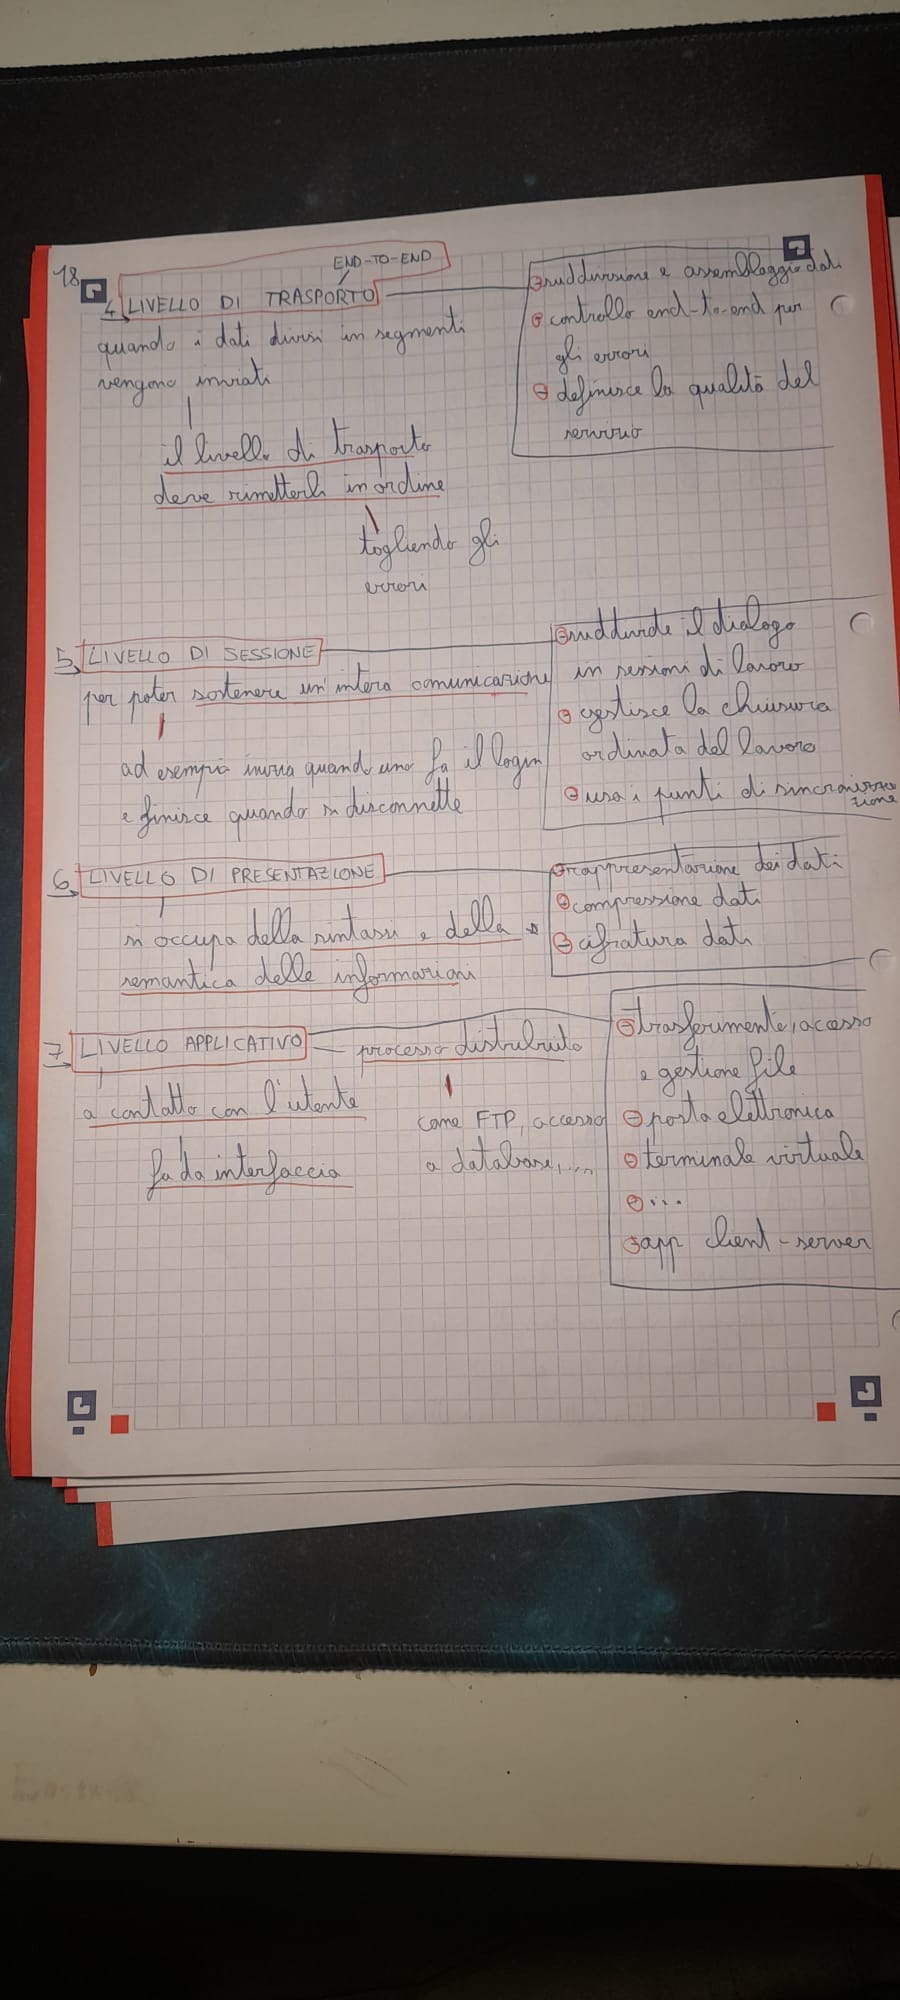 18
END-TO-END
4 LIVELLO DI TRASPORTO
quando i dati divisi in segmenti
vengono inviati
il livello di trasporto
deve rimetterli in ordine
togliendo gli
errori
suddivisione e assemblaggio dati
controllo end-to-end per
gli errori
definisce la qualità del
servizio
5 LIVELLO DI SESSIONE
per poter sostenere un'intera comunicazione
ad esempio inizia quando uno fa il login
e finisce quando si disconnette
suddivide il dialogo
in sessioni di lavoro
gestisce la chiusura
ordinata del lavoro
usa i punti di sincronizza
zione
6 LIVELLO DI PRESENTAZIONE
si occupa della sintassi e della
semantica delle informazioni
rappresentazione dei dati
compressione dati
cifratura dati
7 LIVELLO APPLICATIVO — processo distribuito
a contatto con l'utente
fa da interfaccia
come FTP, accesso
a database,...
trasferimento, accesso
e gestione file
posta elettronica
terminale virtuale
...
app client-server